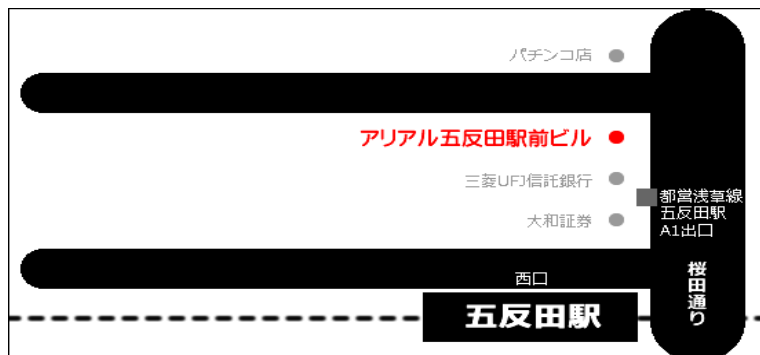 パチンコ店
アリアル五反田駅前ビル
三菱UFJ信託銀行
大和証券
都営浅草線
五反田駅
A1出口
桜田通り
西口
五反田駅